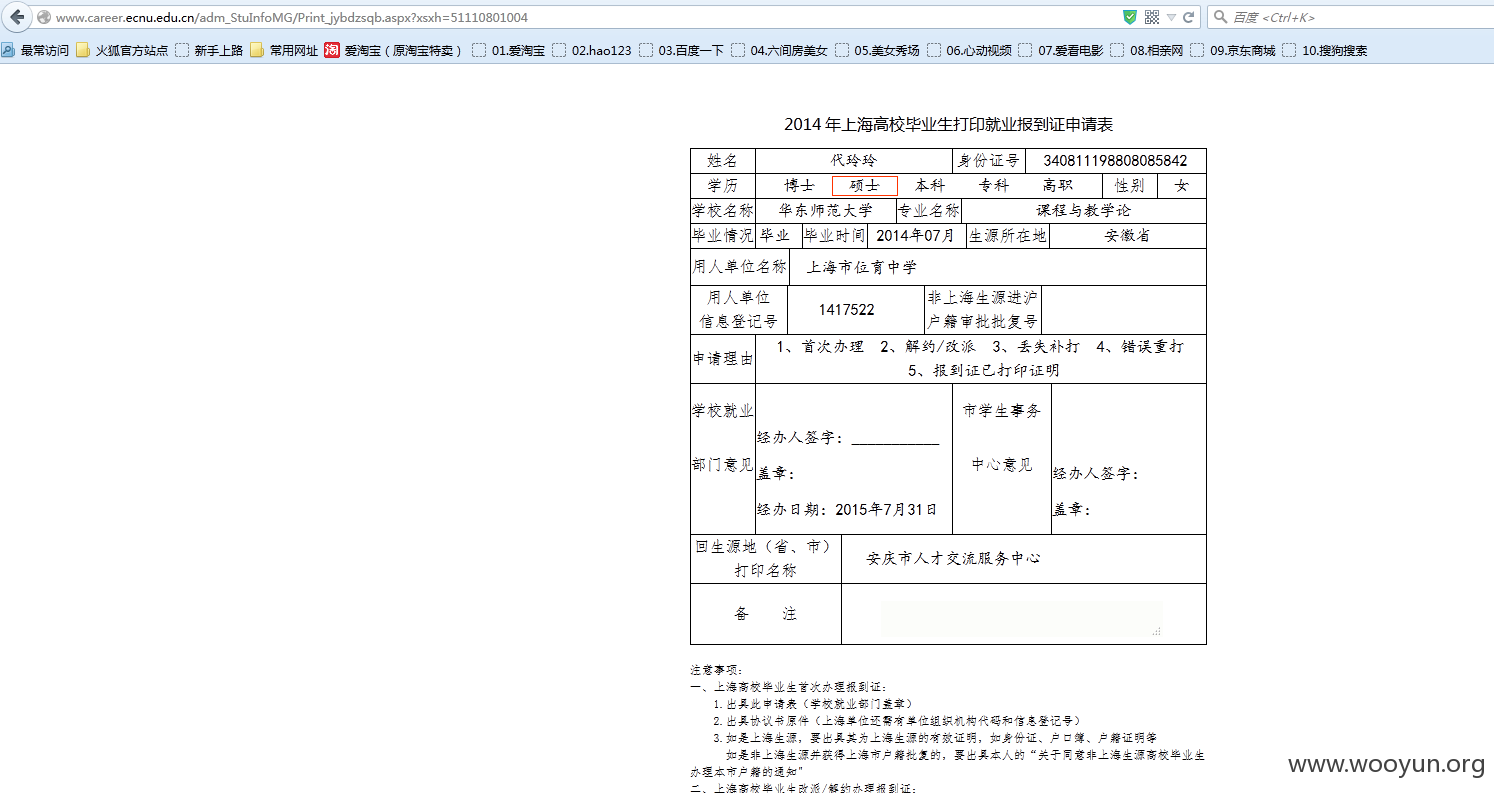 www.career.ecnu.edu.cn/adm_StuInfoMG/Print_jybdzsqb.aspx?xsxh=51110801004
百度 <Ctrl+K>
最常访问 火狐官方站点 新手上路 常用网址 淘 爱淘宝（原淘宝特卖） 01.爱淘宝 02.hao123 03.百度一下 04.六间房美女 05.美女秀场 06.心动视频 07.爱看电影 08.相亲网 09.京东商城 10.搜狗搜索
2014 年上海高校毕业生打印就业报到证申请表
姓名 代玲玲 身份证号 340811198808085842
学历 博士 硕士 本科 专科 高职 性别 女
学校名称 华东师范大学 专业名称 课程与教学论
毕业情况 毕业 毕业时间 2014年07月 生源所在地 安徽省
用人单位名称 上海市位育中学
用人单位 非上海生源进沪
信息登记号 1417522 户籍审批批复号
申请理由 1、首次办理 2、解约/改派 3、丢失补打 4、错误重打
5、报到证已打印证明
学校就业 市学生事务
经办人签字：___________
部门意见 中心意见
盖章： 经办人签字：
经办日期：2015年7月31日 盖章：
回生源地（省、市）
打印名称 安庆市人才交流服务中心
备 注
注意事项：
一、上海高校毕业生首次办理报到证：
1.出具此申请表（学校就业部门盖章）
2.出具协议书原件（上海单位还需有单位组织机构代码和信息登记号）
3.如是上海生源，要出具其为上海生源的有效证明，如身份证、户口簿、户籍证明等
如是非上海生源并获得上海市户籍批复的，要出具本人的“关于同意非上海生源高校毕业生
办理本市户籍的通知”
二、上海高校毕业生改派/解约办理报到证：
www.wooyun.org